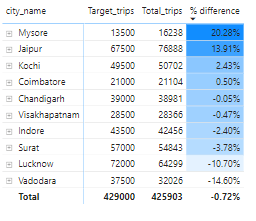 city_name Target_trips Total_trips % difference
Mysore 13500 16238 20.28%
Jaipur 67500 76888 13.91%
Kochi 49500 50702 2.43%
Coimbatore 21000 21104 0.50%
Chandigarh 39000 38981 -0.05%
Visakhapatnam 28500 28366 -0.47%
Indore 43500 42456 -2.40%
Surat 57000 54843 -3.78%
Lucknow 72000 64299 -10.70%
Vadodara 37500 32026 -14.60%
Total 429000 425903 -0.72%